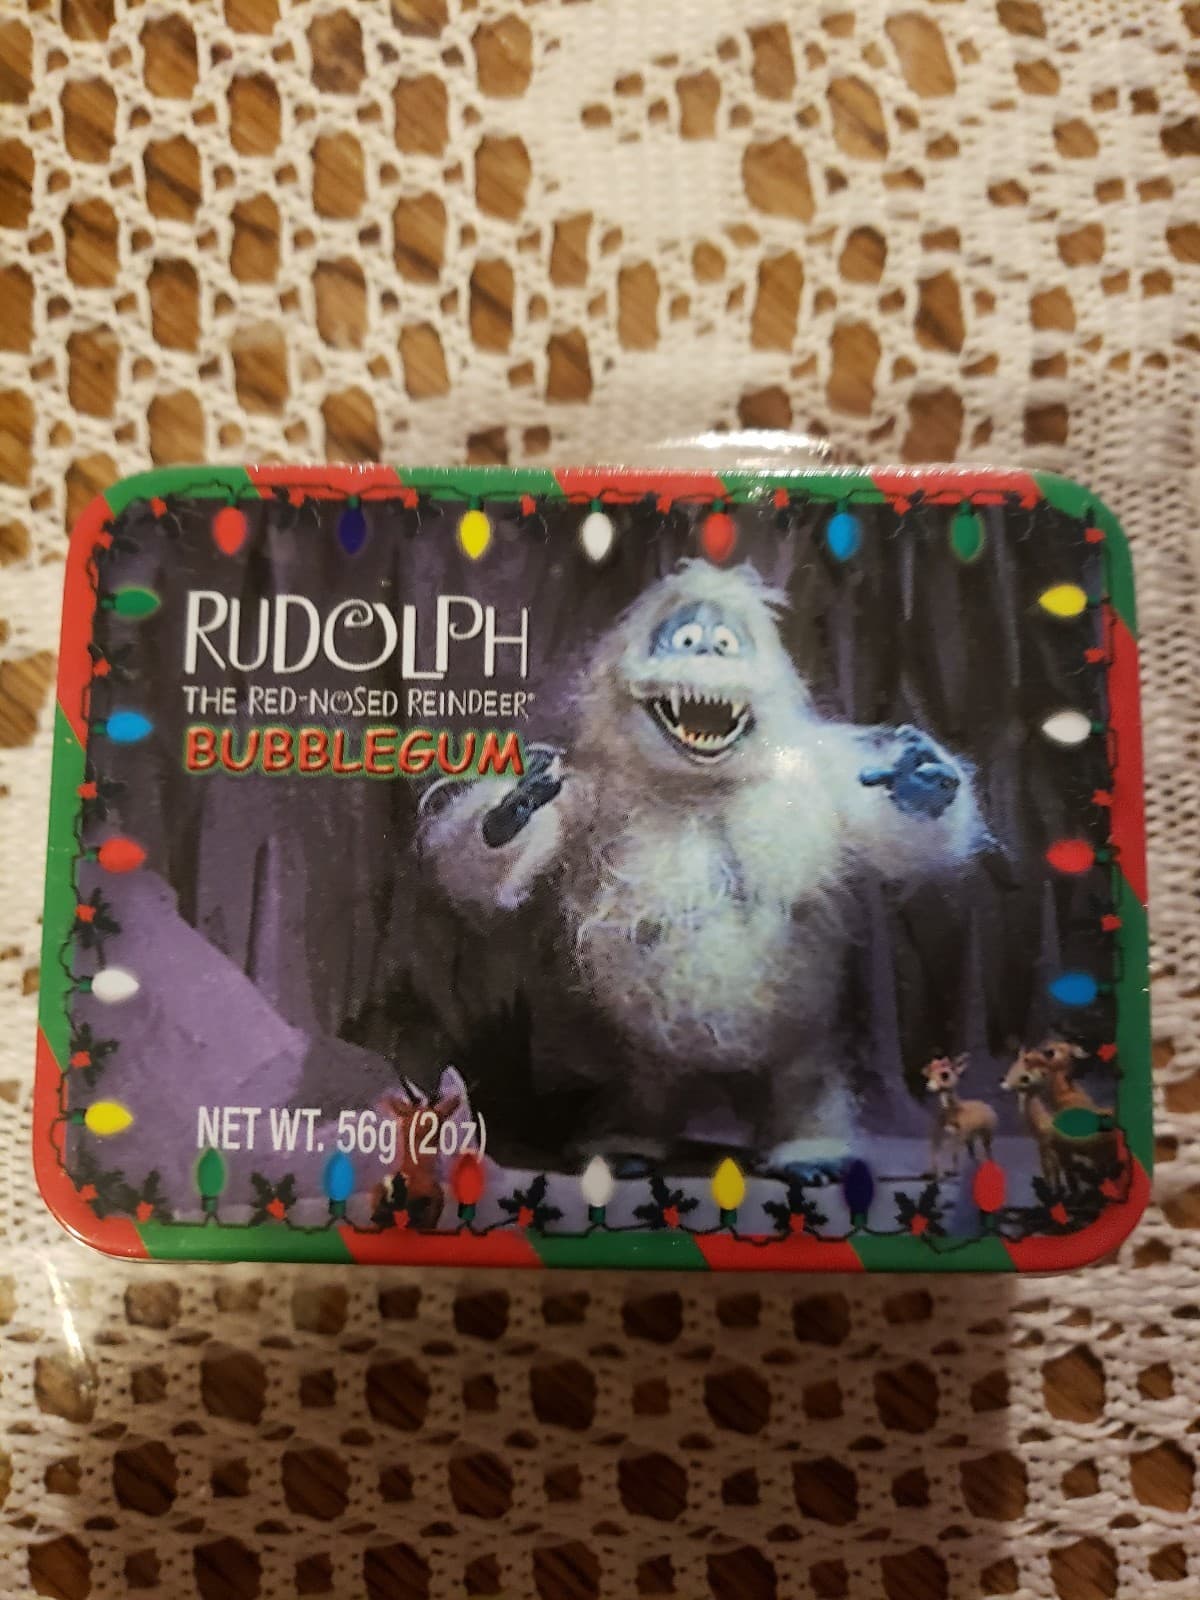 RUDOLPH
THE RED-NOSED REINDEER®
BUBBLEGUM
NET WT. 56g (2oz)